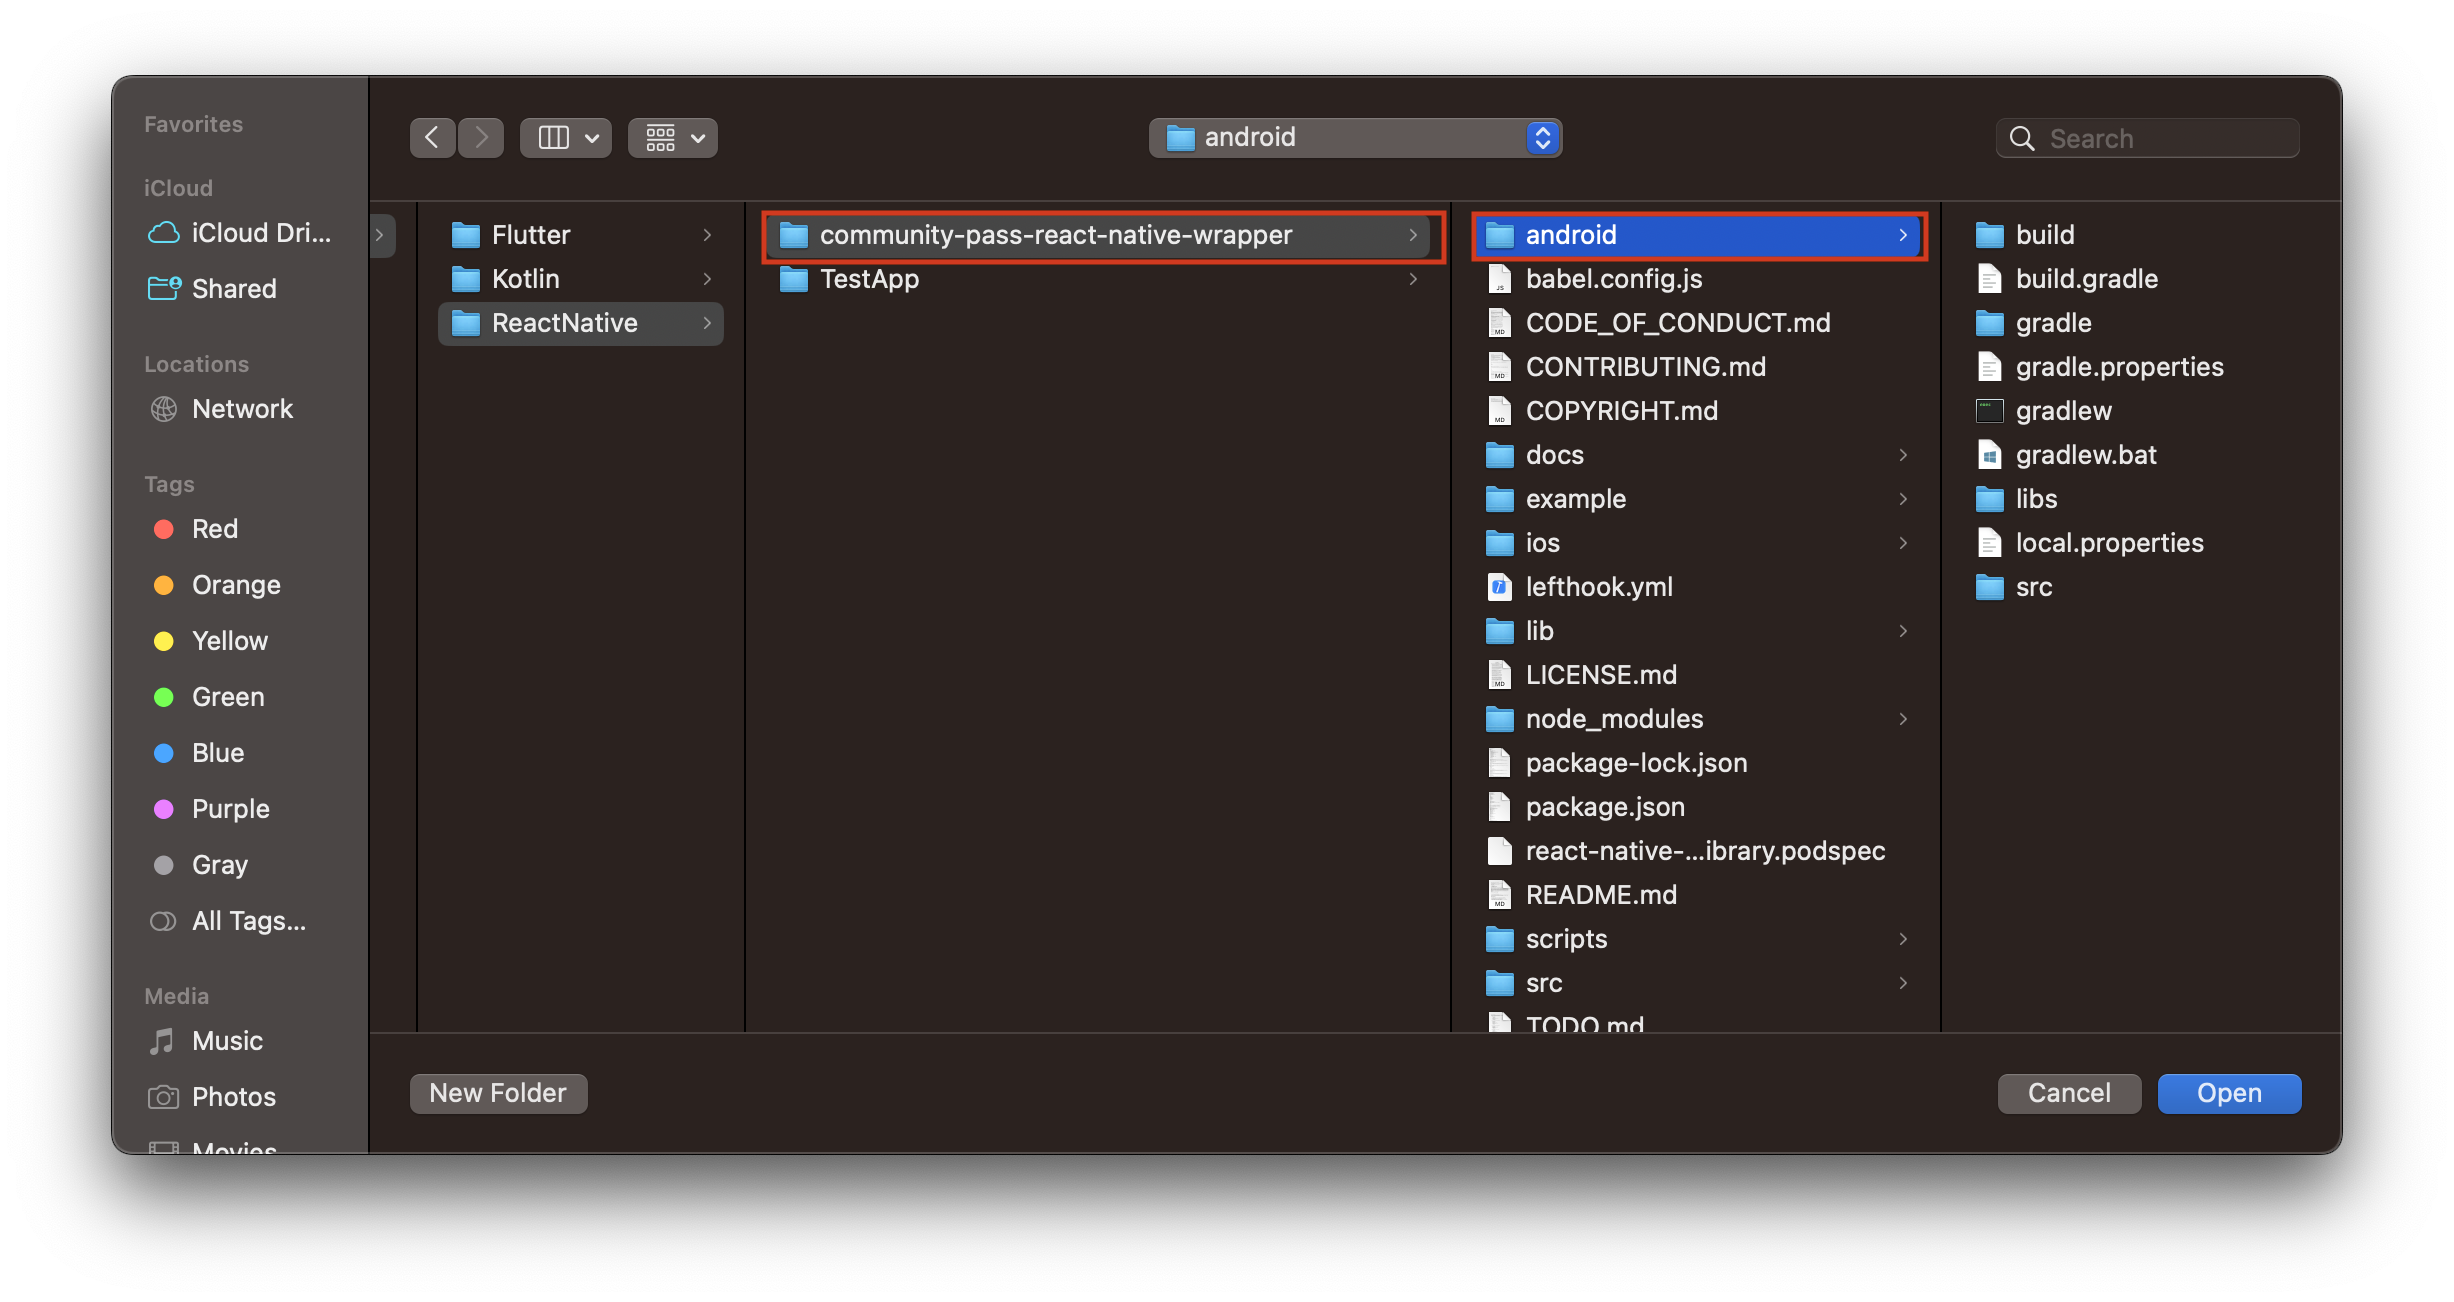 Favorites
iCloud
iCloud Dri...
Shared
Locations
Network
Tags
Red
Orange
Yellow
Green
Blue
Purple
Gray
All Tags...
Media
Music
Photos
Movies
android
Search
Flutter
Kotlin
ReactNative
community-pass-react-native-wrapper
TestApp
android
babel.config.js
CODE_OF_CONDUCT.md
CONTRIBUTING.md
COPYRIGHT.md
docs
example
ios
lefthook.yml
lib
LICENSE.md
node_modules
package-lock.json
package.json
react-native-...ibrary.podspec
README.md
scripts
src
TODO.md
build
build.gradle
gradle
gradle.properties
gradlew
gradlew.bat
libs
local.properties
src
New Folder
Cancel
Open